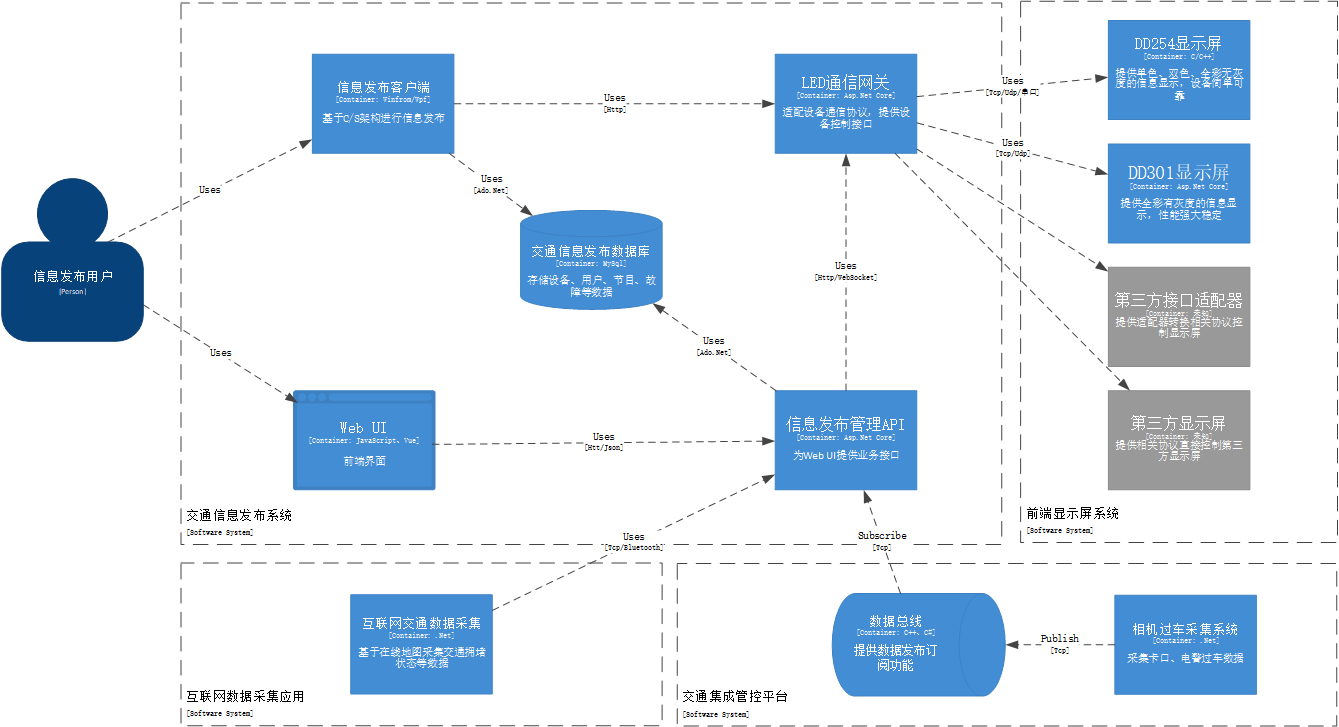 信息发布用户
[Person]
Uses
Uses
信息发布客户端
[Container: Winfrom/Wpf]
基于C/S架构进行信息发布
Uses
[Http]
LED通信网关
[Container: Asp.Net Core]
适配设备通信协议，提供设
备控制接口
Uses
[Ado.Net]
交通信息发布数据库
[Container: MySql]
存储设备、用户、节目、故
障等数据
Uses
[Ado.Net]
Uses
[Http/WebSocket]
Web UI
[Container: JavaScript、Vue]
前端界面
Uses
[Htt/Json]
信息发布管理API
[Container: Asp.Net Core]
为Web UI提供业务接口
交通信息发布系统
[Software System]
Uses
[Tcp/Udp/串口]
Uses
[Tcp/Udp]
DD254显示屏
[Container: C/C++]
提供单色、双色、全彩无灰
度的信息显示，设备简单可
靠
DD301显示屏
[Container: Asp.Net Core]
提供全彩有灰度的信息显
示，性能强大稳定
第三方接口适配器
[Container: 未知]
提供适配器转换相关协议控
制显示屏
第三方显示屏
[Container: 未知]
提供相关协议直接控制第三
方显示屏
前端显示屏系统
[Software System]
Uses
[Tcp/Bluetooth]
Subscribe
[Tcp]
互联网交通数据采集
[Container: .Net]
基于在线地图采集交通拥堵
状态等数据
互联网数据采集应用
[Software System]
数据总线
[Container: C++、C#]
提供数据发布订
阅功能
Publish
[Tcp]
相机过车采集系统
[Container: .Net]
采集卡口、电警过车数据
交通集成管控平台
[Software System]